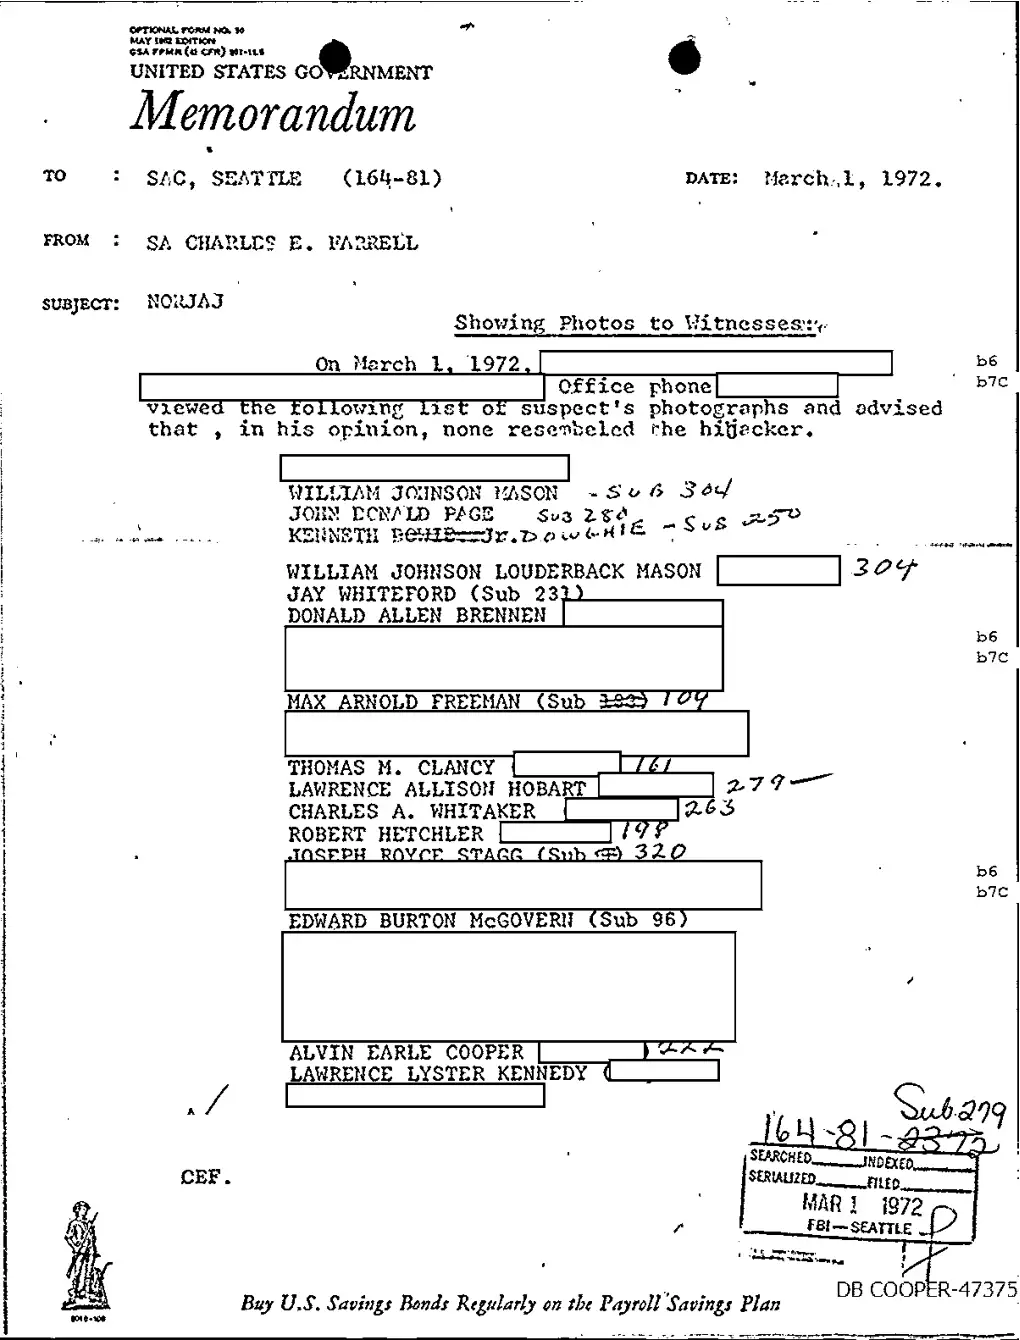 OPTIONAL FORM NO. 10
MAY 1962 EDITION
GSA FPMR (41 CFR) 101-11.6
UNITED STATES GOVERNMENT
Memorandum
TO : SAC, SEATTLE (164-81) DATE: March 1, 1972.
FROM : SA CHARLES E. FARRELL
SUBJECT: NORJAJ
Showing Photos to Witnesses:
On March 1, 1972, b6
Office phone b7C
viewed the following list of suspect's photographs and advised
that , in his opinion, none resembeled the hijacker.
WILLIAM JOHNSON MASON - SUB 304
JOHN DONALD PAGE Sub 280
KENNETH Jr. - SUB 250
WILLIAM JOHNSON LOUDERBACK MASON 304
JAY WHITEFORD (Sub 231)
DONALD ALLEN BRENNEN
b6
b7C
MAX ARNOLD FREEMAN (Sub 183) 109
THOMAS M. CLANCY 161
LAWRENCE ALLISON HOBART 279
CHARLES A. WHITAKER ( 263
ROBERT HETCHLER 198
JOSEPH ROYCE STAGG (Sub ) 320
b6
b7C
EDWARD BURTON McGOVERN (Sub 96)
ALVIN EARLE COOPER ) 222
LAWRENCE LYSTER KENNEDY (
Sub 279
164-81-2372
SEARCHED INDEXED
SERIALIZED FILED
CEF.
MAR 1 1972
FBI—SEATTLE
DB COOPER-47375
Buy U.S. Savings Bonds Regularly on the Payroll Savings Plan
5010-108